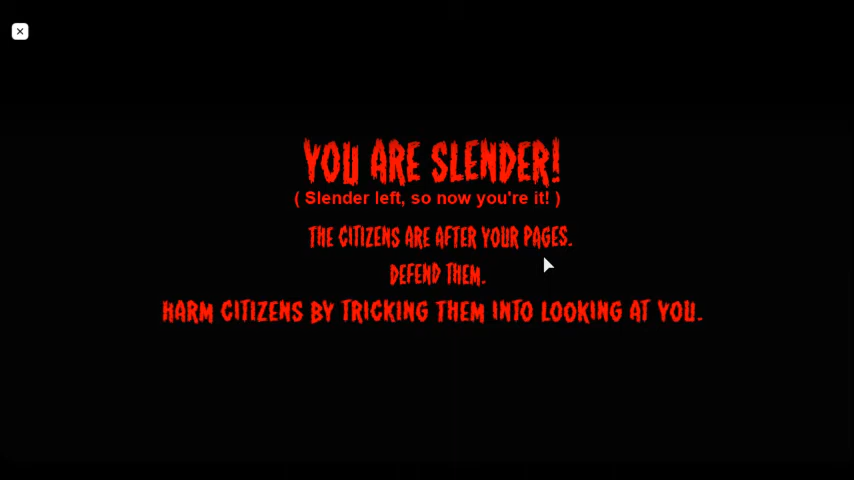 YOU ARE SLENDER!
( Slender left, so now you're it! )
THE CITIZENS ARE AFTER YOUR PAGES.
DEFEND THEM.
HARM CITIZENS BY TRICKING THEM INTO LOOKING AT YOU.